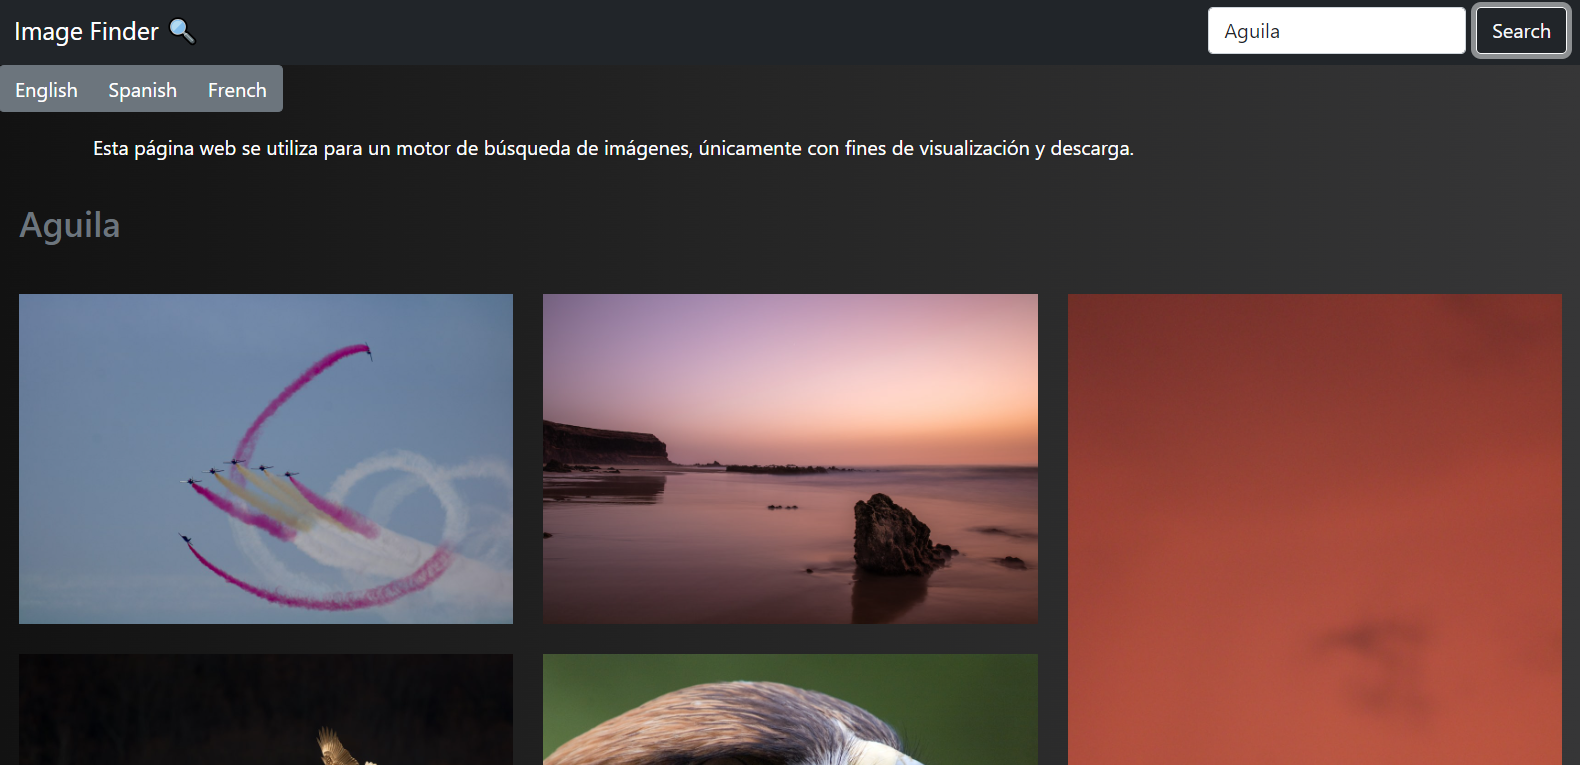 Image Finder
Aguila
Search
English Spanish French
Esta página web se utiliza para un motor de búsqueda de imágenes, únicamente con fines de visualización y descarga.
Aguila